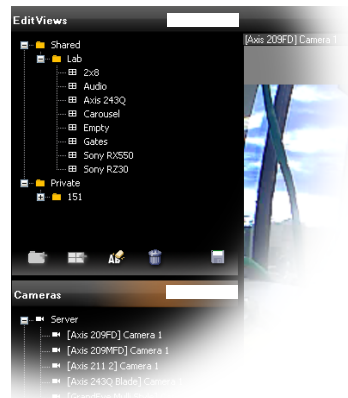 EditViews
[Axis 209FD] Camera 1
Shared
Lab
2x8
Audio
Axis 243Q
Carousel
Empty
Gates
Sony RX550
Sony RZ30
Private
151
Cameras
Server
[Axis 209FD] Camera 1
[Axis 209MFD] Camera 1
[Axis 211 2] Camera 1
[Axis 243Q Blade] Camera